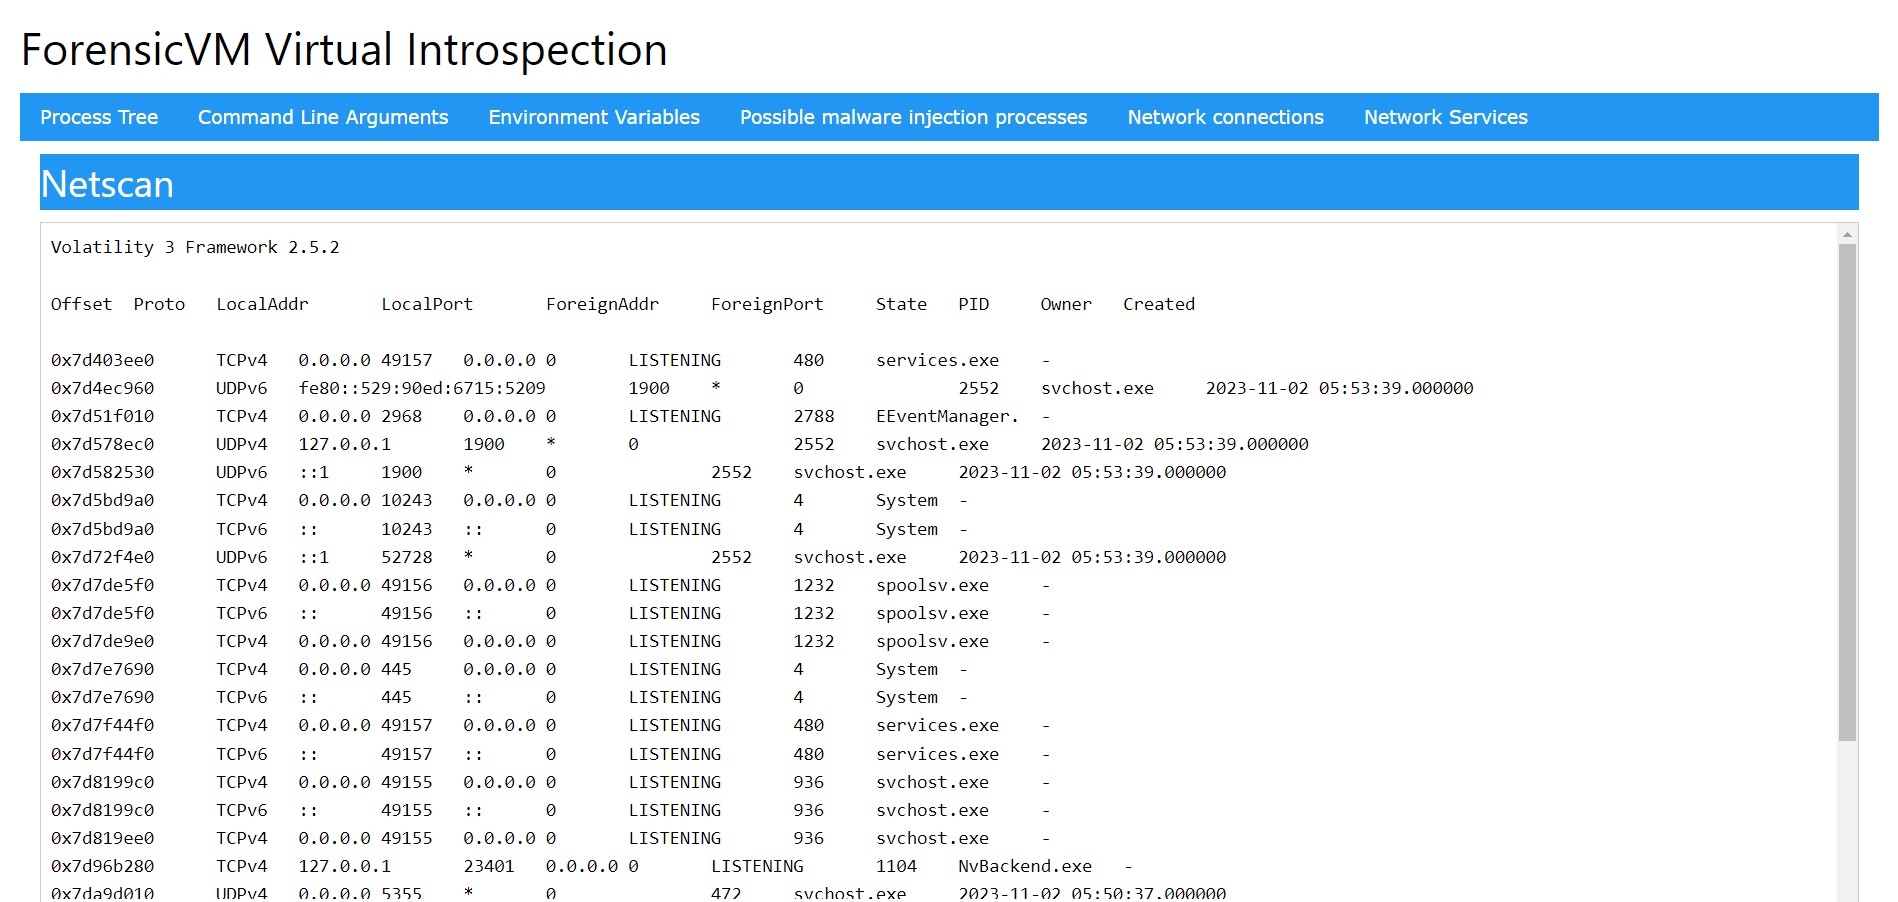 ForensicVM Virtual Introspection
Process Tree Command Line Arguments Environment Variables Possible malware injection processes Network connections Network Services
Netscan
Volatility 3 Framework 2.5.2
Offset Proto LocalAddr LocalPort ForeignAddr ForeignPort State PID Owner Created
0x7d403ee0 TCPv4 0.0.0.0 49157 0.0.0.0 0 LISTENING 480 services.exe -
0x7d4ec960 UDPv6 fe80::529:90ed:6715:5209 1900 * 0 2552 svchost.exe 2023-11-02 05:53:39.000000
0x7d51f010 TCPv4 0.0.0.0 2968 0.0.0.0 0 LISTENING 2788 EEventManager. -
0x7d578ec0 UDPv4 127.0.0.1 1900 * 0 2552 svchost.exe 2023-11-02 05:53:39.000000
0x7d582530 UDPv6 ::1 1900 * 0 2552 svchost.exe 2023-11-02 05:53:39.000000
0x7d5bd9a0 TCPv4 0.0.0.0 10243 0.0.0.0 0 LISTENING 4 System -
0x7d5bd9a0 TCPv6 :: 10243 :: 0 LISTENING 4 System -
0x7d72f4e0 UDPv6 ::1 52728 * 0 2552 svchost.exe 2023-11-02 05:53:39.000000
0x7d7de5f0 TCPv4 0.0.0.0 49156 0.0.0.0 0 LISTENING 1232 spoolsv.exe -
0x7d7de5f0 TCPv6 :: 49156 :: 0 LISTENING 1232 spoolsv.exe -
0x7d7de9e0 TCPv4 0.0.0.0 49156 0.0.0.0 0 LISTENING 1232 spoolsv.exe -
0x7d7e7690 TCPv4 0.0.0.0 445 0.0.0.0 0 LISTENING 4 System -
0x7d7e7690 TCPv6 :: 445 :: 0 LISTENING 4 System -
0x7d7f44f0 TCPv4 0.0.0.0 49157 0.0.0.0 0 LISTENING 480 services.exe -
0x7d7f44f0 TCPv6 :: 49157 :: 0 LISTENING 480 services.exe -
0x7d8199c0 TCPv4 0.0.0.0 49155 0.0.0.0 0 LISTENING 936 svchost.exe -
0x7d8199c0 TCPv6 :: 49155 :: 0 LISTENING 936 svchost.exe -
0x7d819ee0 TCPv4 0.0.0.0 49155 0.0.0.0 0 LISTENING 936 svchost.exe -
0x7d96b280 TCPv4 127.0.0.1 23401 0.0.0.0 0 LISTENING 1104 NvBackend.exe -
0x7da9d010 UDPv4 0.0.0.0 5355 * 0 472 svchost.exe 2023-11-02 05:50:37.000000